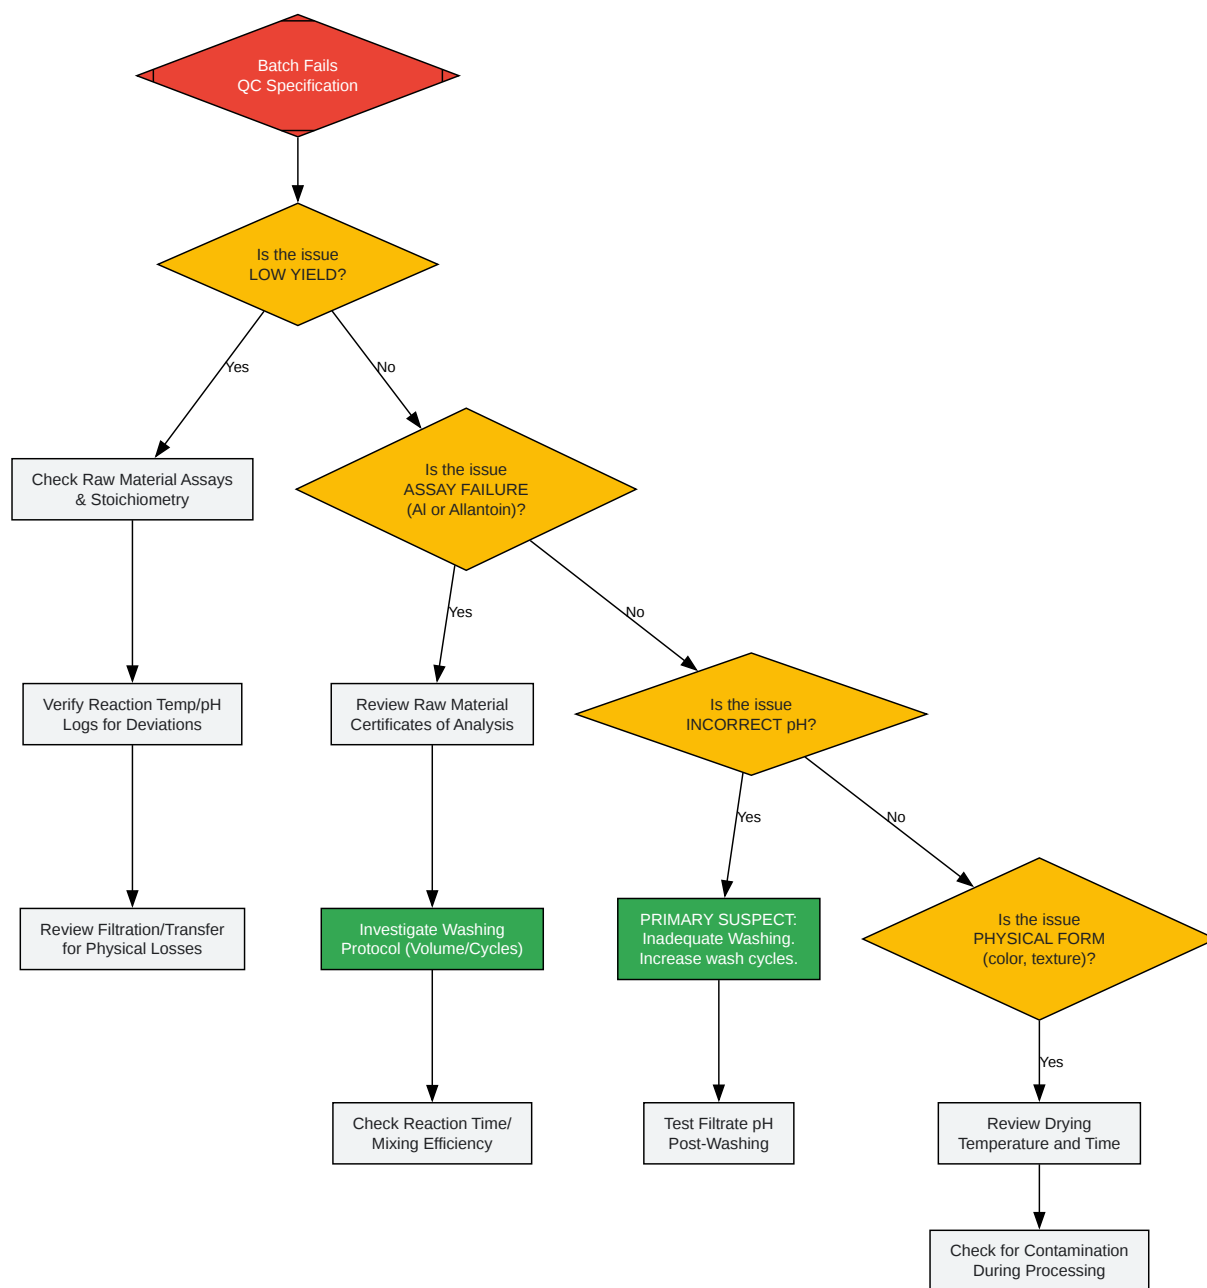 Batch Fails
QC Specification
Is the issue
LOW YIELD?
Yes
No
Check Raw Material Assays
& Stoichiometry
Is the issue
ASSAY FAILURE
(Al or Allantoin)?
Yes
No
Verify Reaction Temp/pH
Logs for Deviations
Review Raw Material
Certificates of Analysis
Is the issue
INCORRECT pH?
Yes
No
Review Filtration/Transfer
for Physical Losses
Investigate Washing
Protocol (Volume/Cycles)
PRIMARY SUSPECT:
Inadequate Washing.
Increase wash cycles.
Is the issue
PHYSICAL FORM
(color, texture)?
Yes
Check Reaction Time/
Mixing Efficiency
Test Filtrate pH
Post-Washing
Review Drying
Temperature and Time
Check for Contamination
During Processing